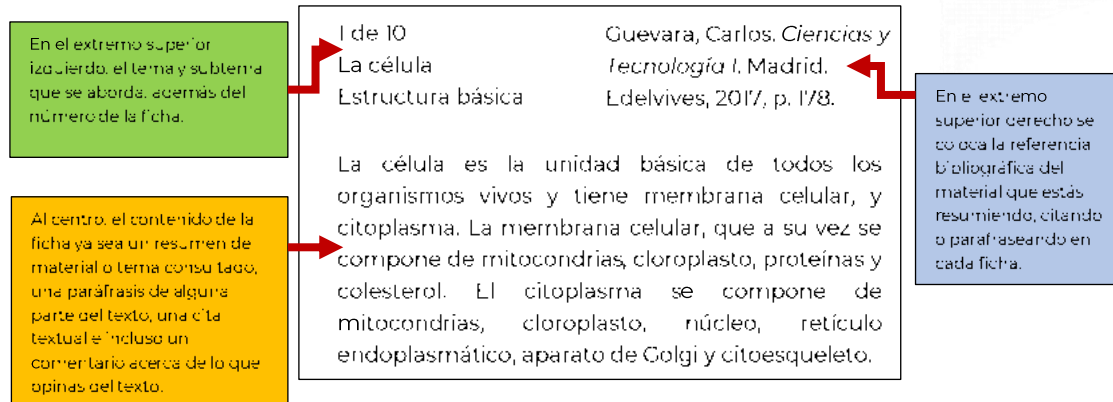 En el extremo superior
izquierdo, el tema y subtema
que se aborda, además del
número de la ficha.
1 de 10
La célula
Estructura básica
Guevara, Carlos. Ciencias y
Tecnología I. Madrid.
Edelvives, 2017, p. 178.
En el extremo
superior derecho se
coloca la referencia
bibliográfica del
material que estás
resumiendo, citando
o parafraseando en
cada ficha.
Al centro, el contenido de la
ficha ya sea un resumen de
material o tema consultado,
una paráfrasis de alguna
parte del texto, una cita
textual e incluso un
comentario acerca de lo que
opinas del texto.
La célula es la unidad básica de todos los
organismos vivos y tiene membrana celular, y
citoplasma. La membrana celular, que a su vez se
compone de mitocondrias, cloroplasto, proteínas y
colesterol. El citoplasma se compone de
mitocondrias, cloroplasto, núcleo, retículo
endoplasmático, aparato de Golgi y citoesqueleto.